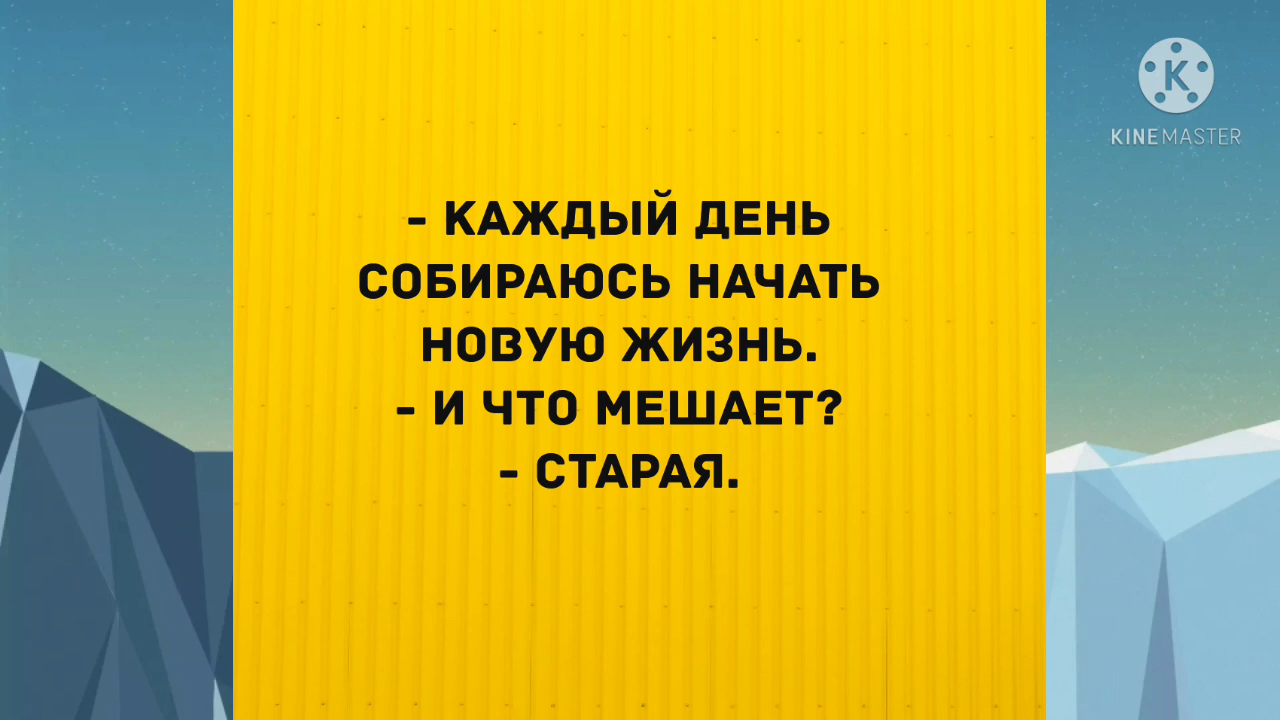 - КАЖДЫЙ ДЕНЬ
СОБИРАЮСЬ НАЧАТЬ
НОВУЮ ЖИЗНЬ.
- И ЧТО МЕШАЕТ?
- СТАРАЯ.
K
KINEMASTER